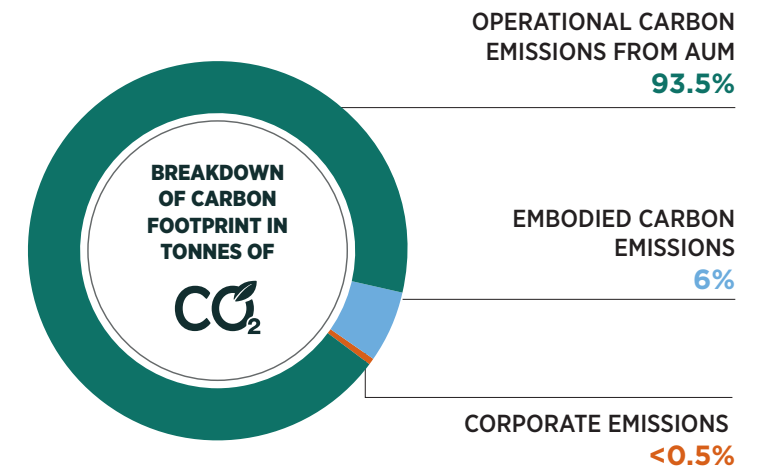 OPERATIONAL CARBON
EMISSIONS FROM AUM
93.5%
BREAKDOWN
OF CARBON
FOOTPRINT IN
TONNES OF
CO2
EMBODIED CARBON
EMISSIONS
6%
CORPORATE EMISSIONS
<0.5%